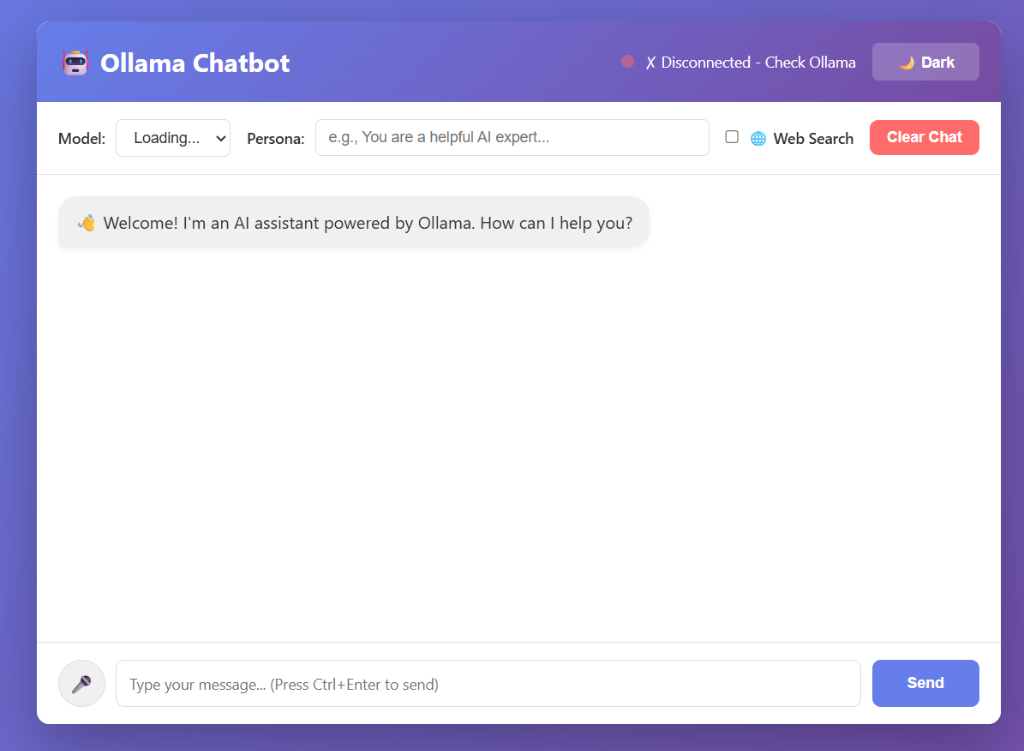 Ollama Chatbot
✗ Disconnected - Check Ollama
Dark
Model:
Loading...
Persona:
e.g., You are a helpful AI expert...
Web Search
Clear Chat
Welcome! I'm an AI assistant powered by Ollama. How can I help you?
Type your message... (Press Ctrl+Enter to send)
Send